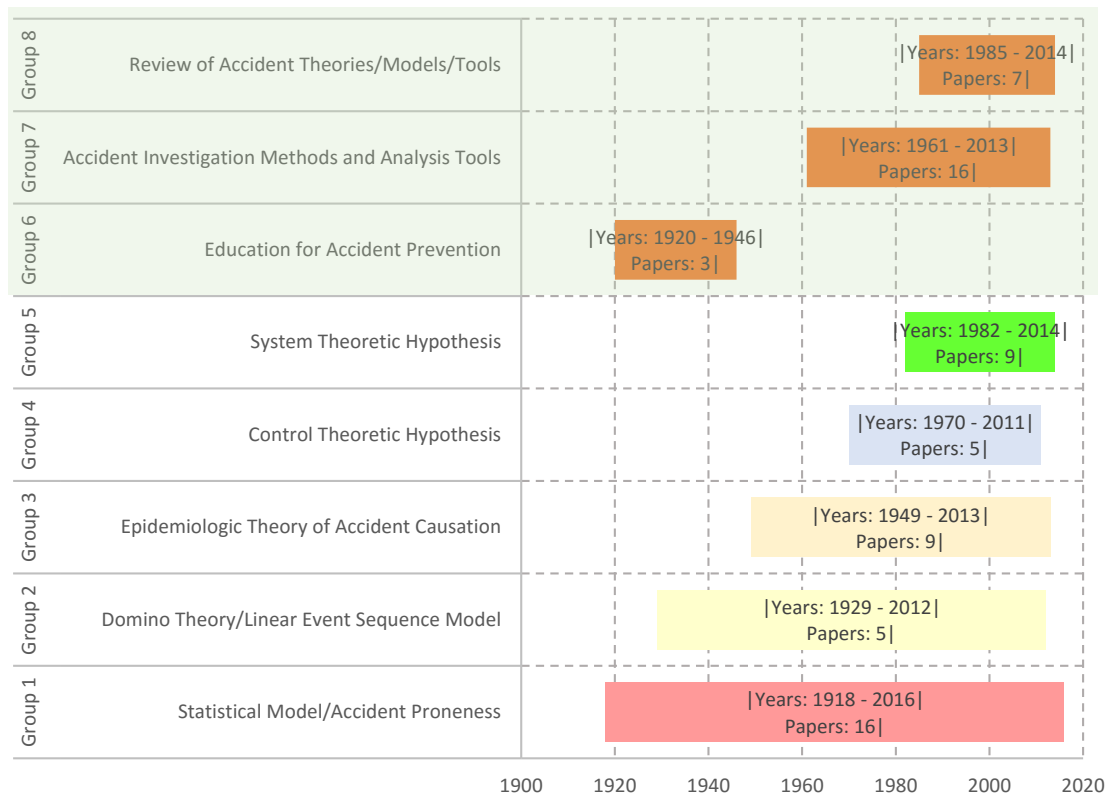 Group 8
Review of Accident Theories/Models/Tools
|Years: 1985 - 2014|
Papers: 7|
Group 7
Accident Investigation Methods and Analysis Tools
|Years: 1961 - 2013|
Papers: 16|
Group 6
Education for Accident Prevention
|Years: 1920 - 1946|
Papers: 3|
Group 5
System Theoretic Hypothesis
|Years: 1982 - 2014|
Papers: 9|
Group 4
Control Theoretic Hypothesis
|Years: 1970 - 2011|
Papers: 5|
Group 3
Epidemiologic Theory of Accident Causation
|Years: 1949 - 2013|
Papers: 9|
Group 2
Domino Theory/Linear Event Sequence Model
|Years: 1929 - 2012|
Papers: 5|
Group 1
Statistical Model/Accident Proneness
|Years: 1918 - 2016|
Papers: 16|
1900 1920 1940 1960 1980 2000 2020